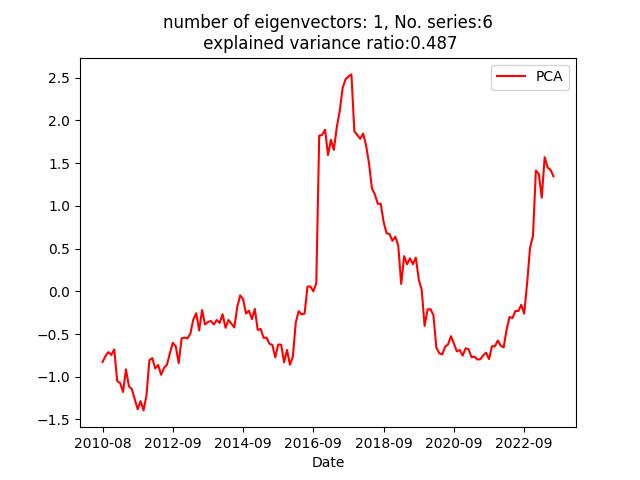 number of eigenvectors: 1, No. series:6
explained variance ratio:0.487
PCA
2.5
2.0
1.5
1.0
0.5
0.0
−0.5
−1.0
−1.5
2010-08 2012-09 2014-09 2016-09 2018-09 2020-09 2022-09
Date